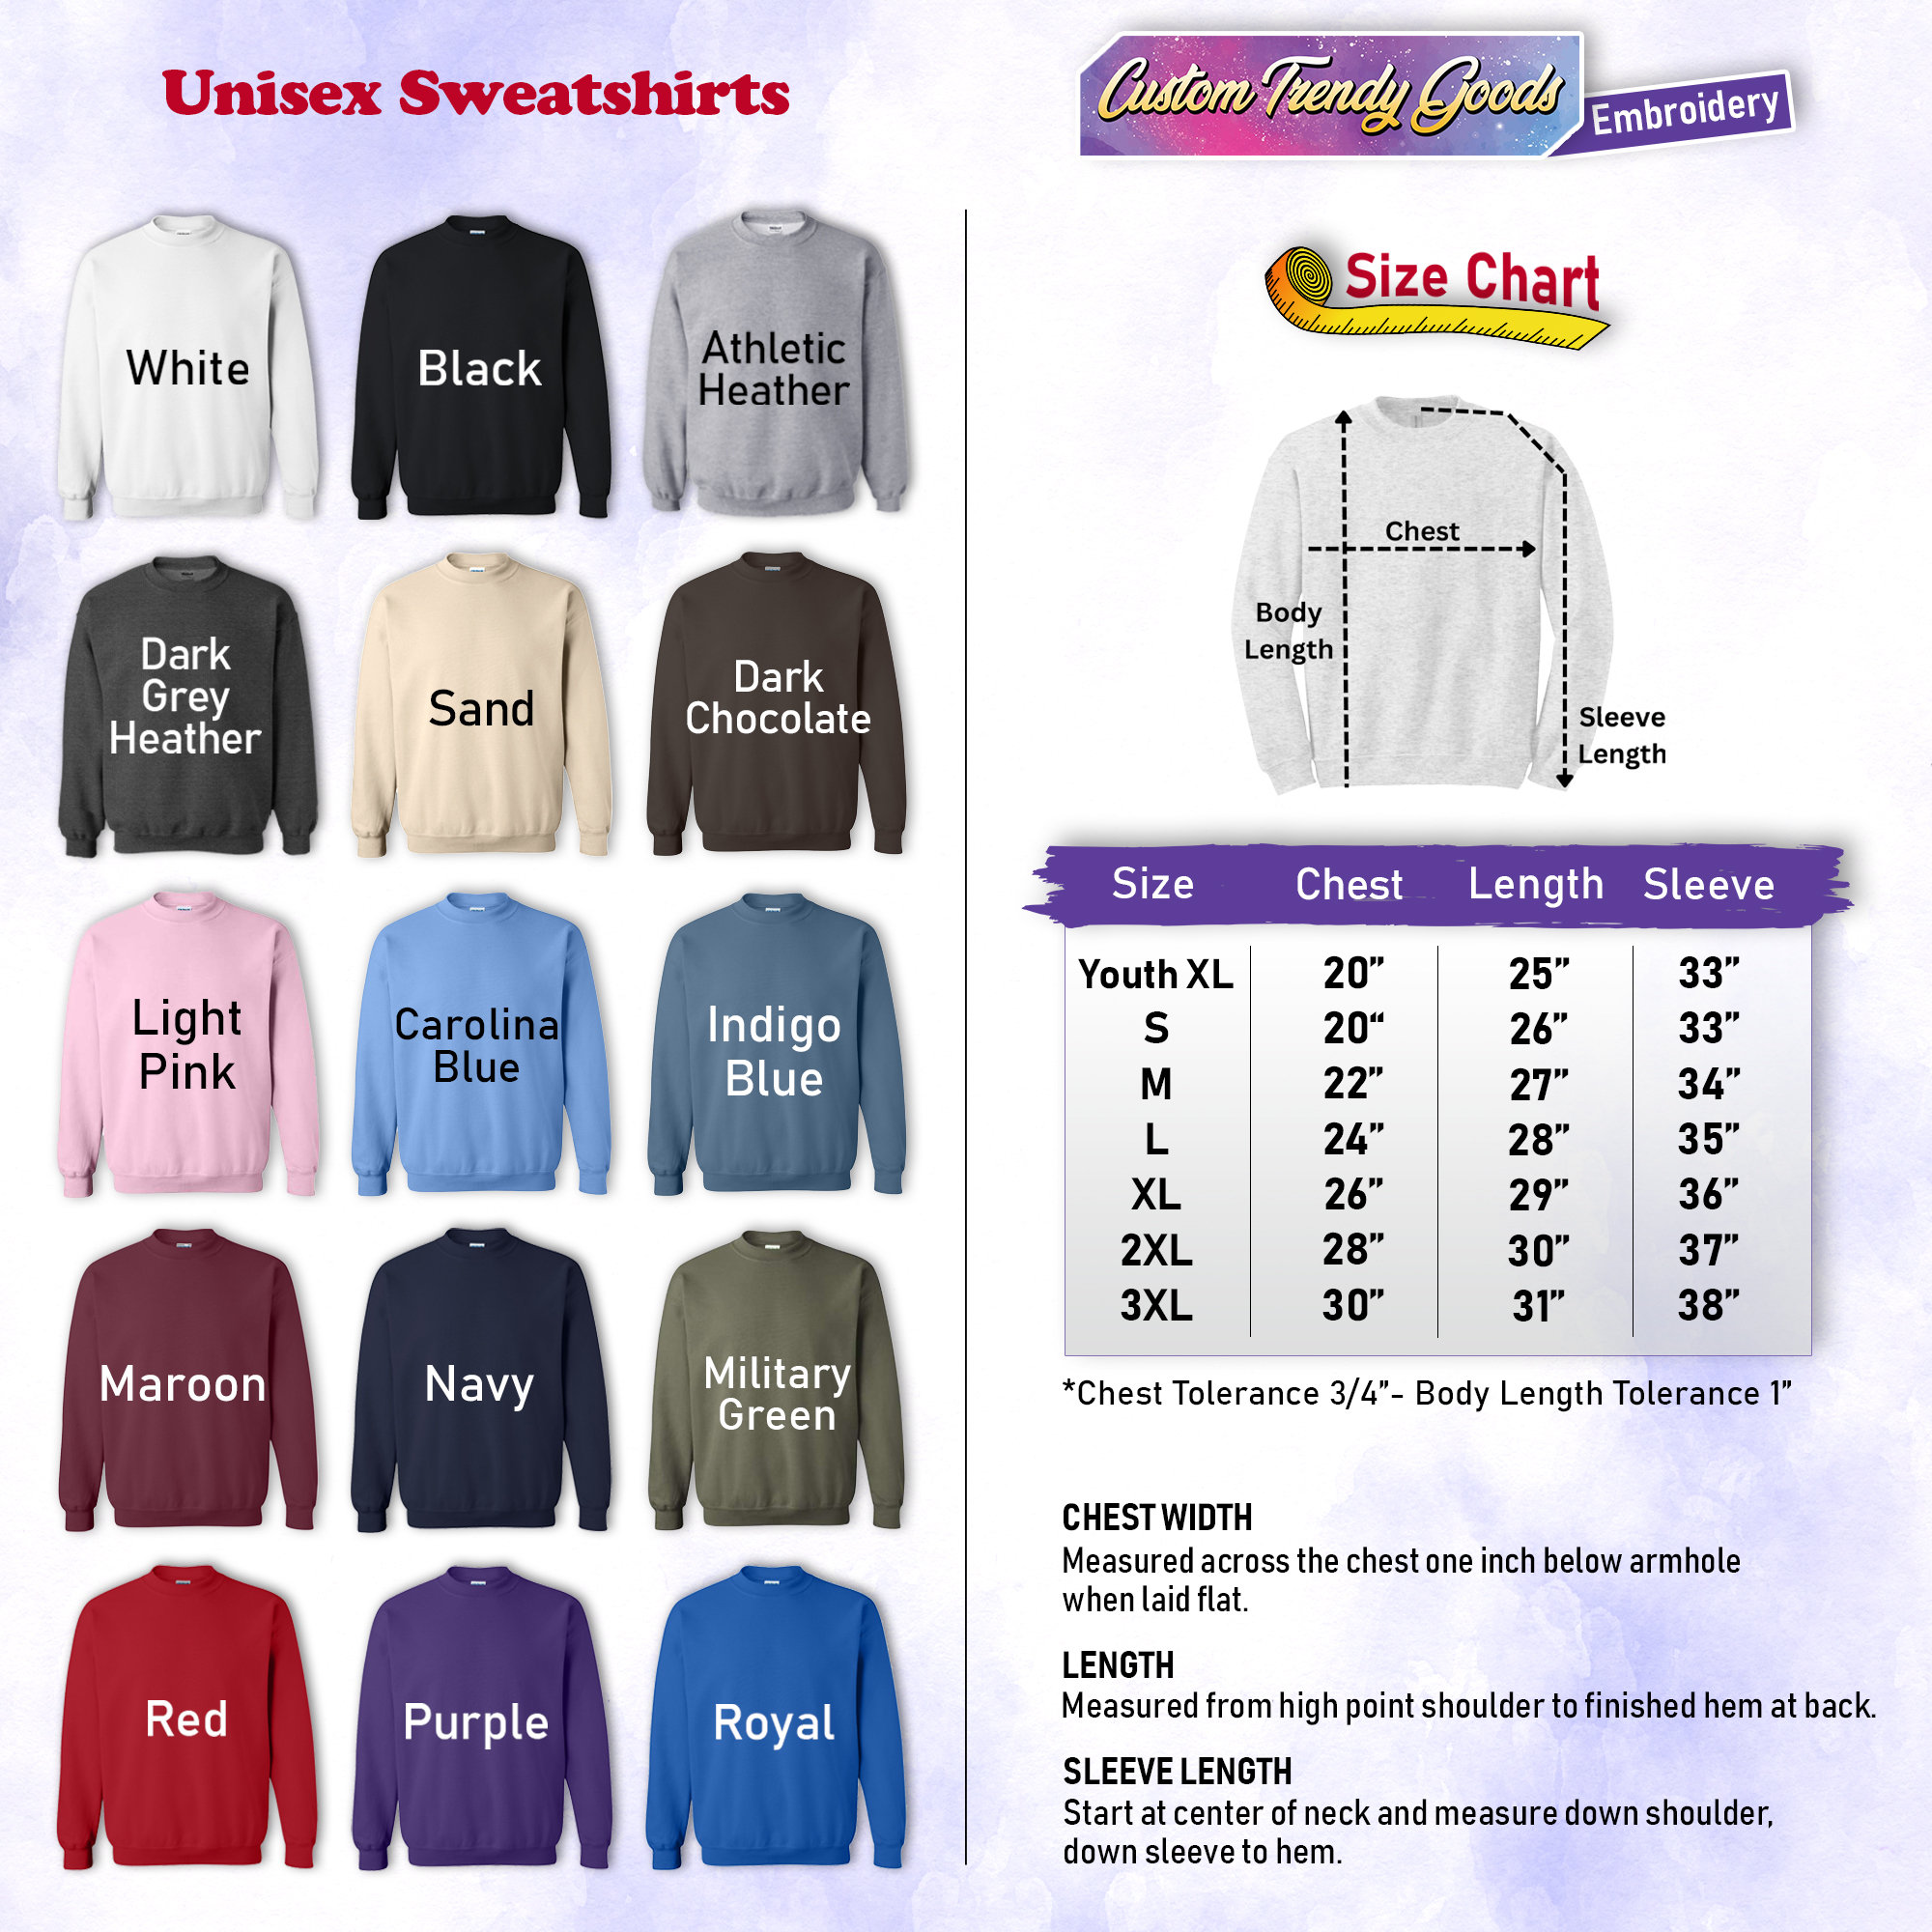 Unisex Sweatshirts
White
Black
Athletic
Heather
Dark
Grey
Heather
Sand
Dark
Chocolate
Light
Pink
Carolina
Blue
Indigo
Blue
Maroon
Navy
Military
Green
Red
Purple
Royal
Custom Trendy Goods
Embroidery
Size Chart
Chest
Body
Length
Sleeve
Length
Size Chest Length Sleeve
Youth XL 20” 25” 33”
S 20“ 26” 33”
M 22” 27” 34”
L 24” 28” 35”
XL 26” 29” 36”
2XL 28” 30” 37”
3XL 30” 31” 38”
*Chest Tolerance 3/4”- Body Length Tolerance 1”
CHEST WIDTH
Measured across the chest one inch below armhole
when laid flat.
LENGTH
Measured from high point shoulder to finished hem at back.
SLEEVE LENGTH
Start at center of neck and measure down shoulder,
down sleeve to hem.